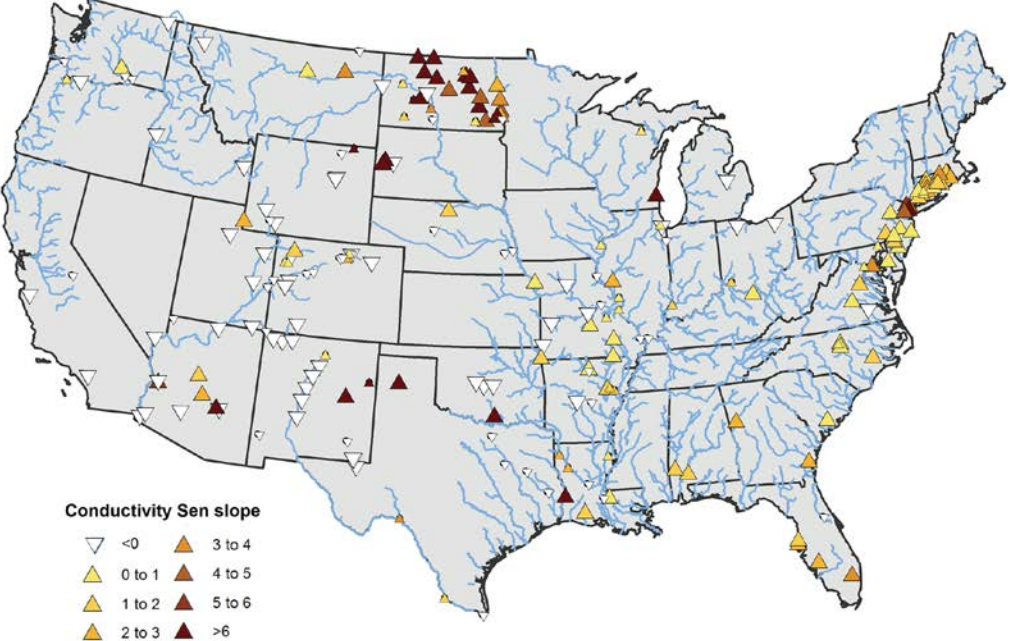 Conductivity Sen slope
<0
3 to 4
0 to 1
4 to 5
1 to 2
5 to 6
2 to 3
>6